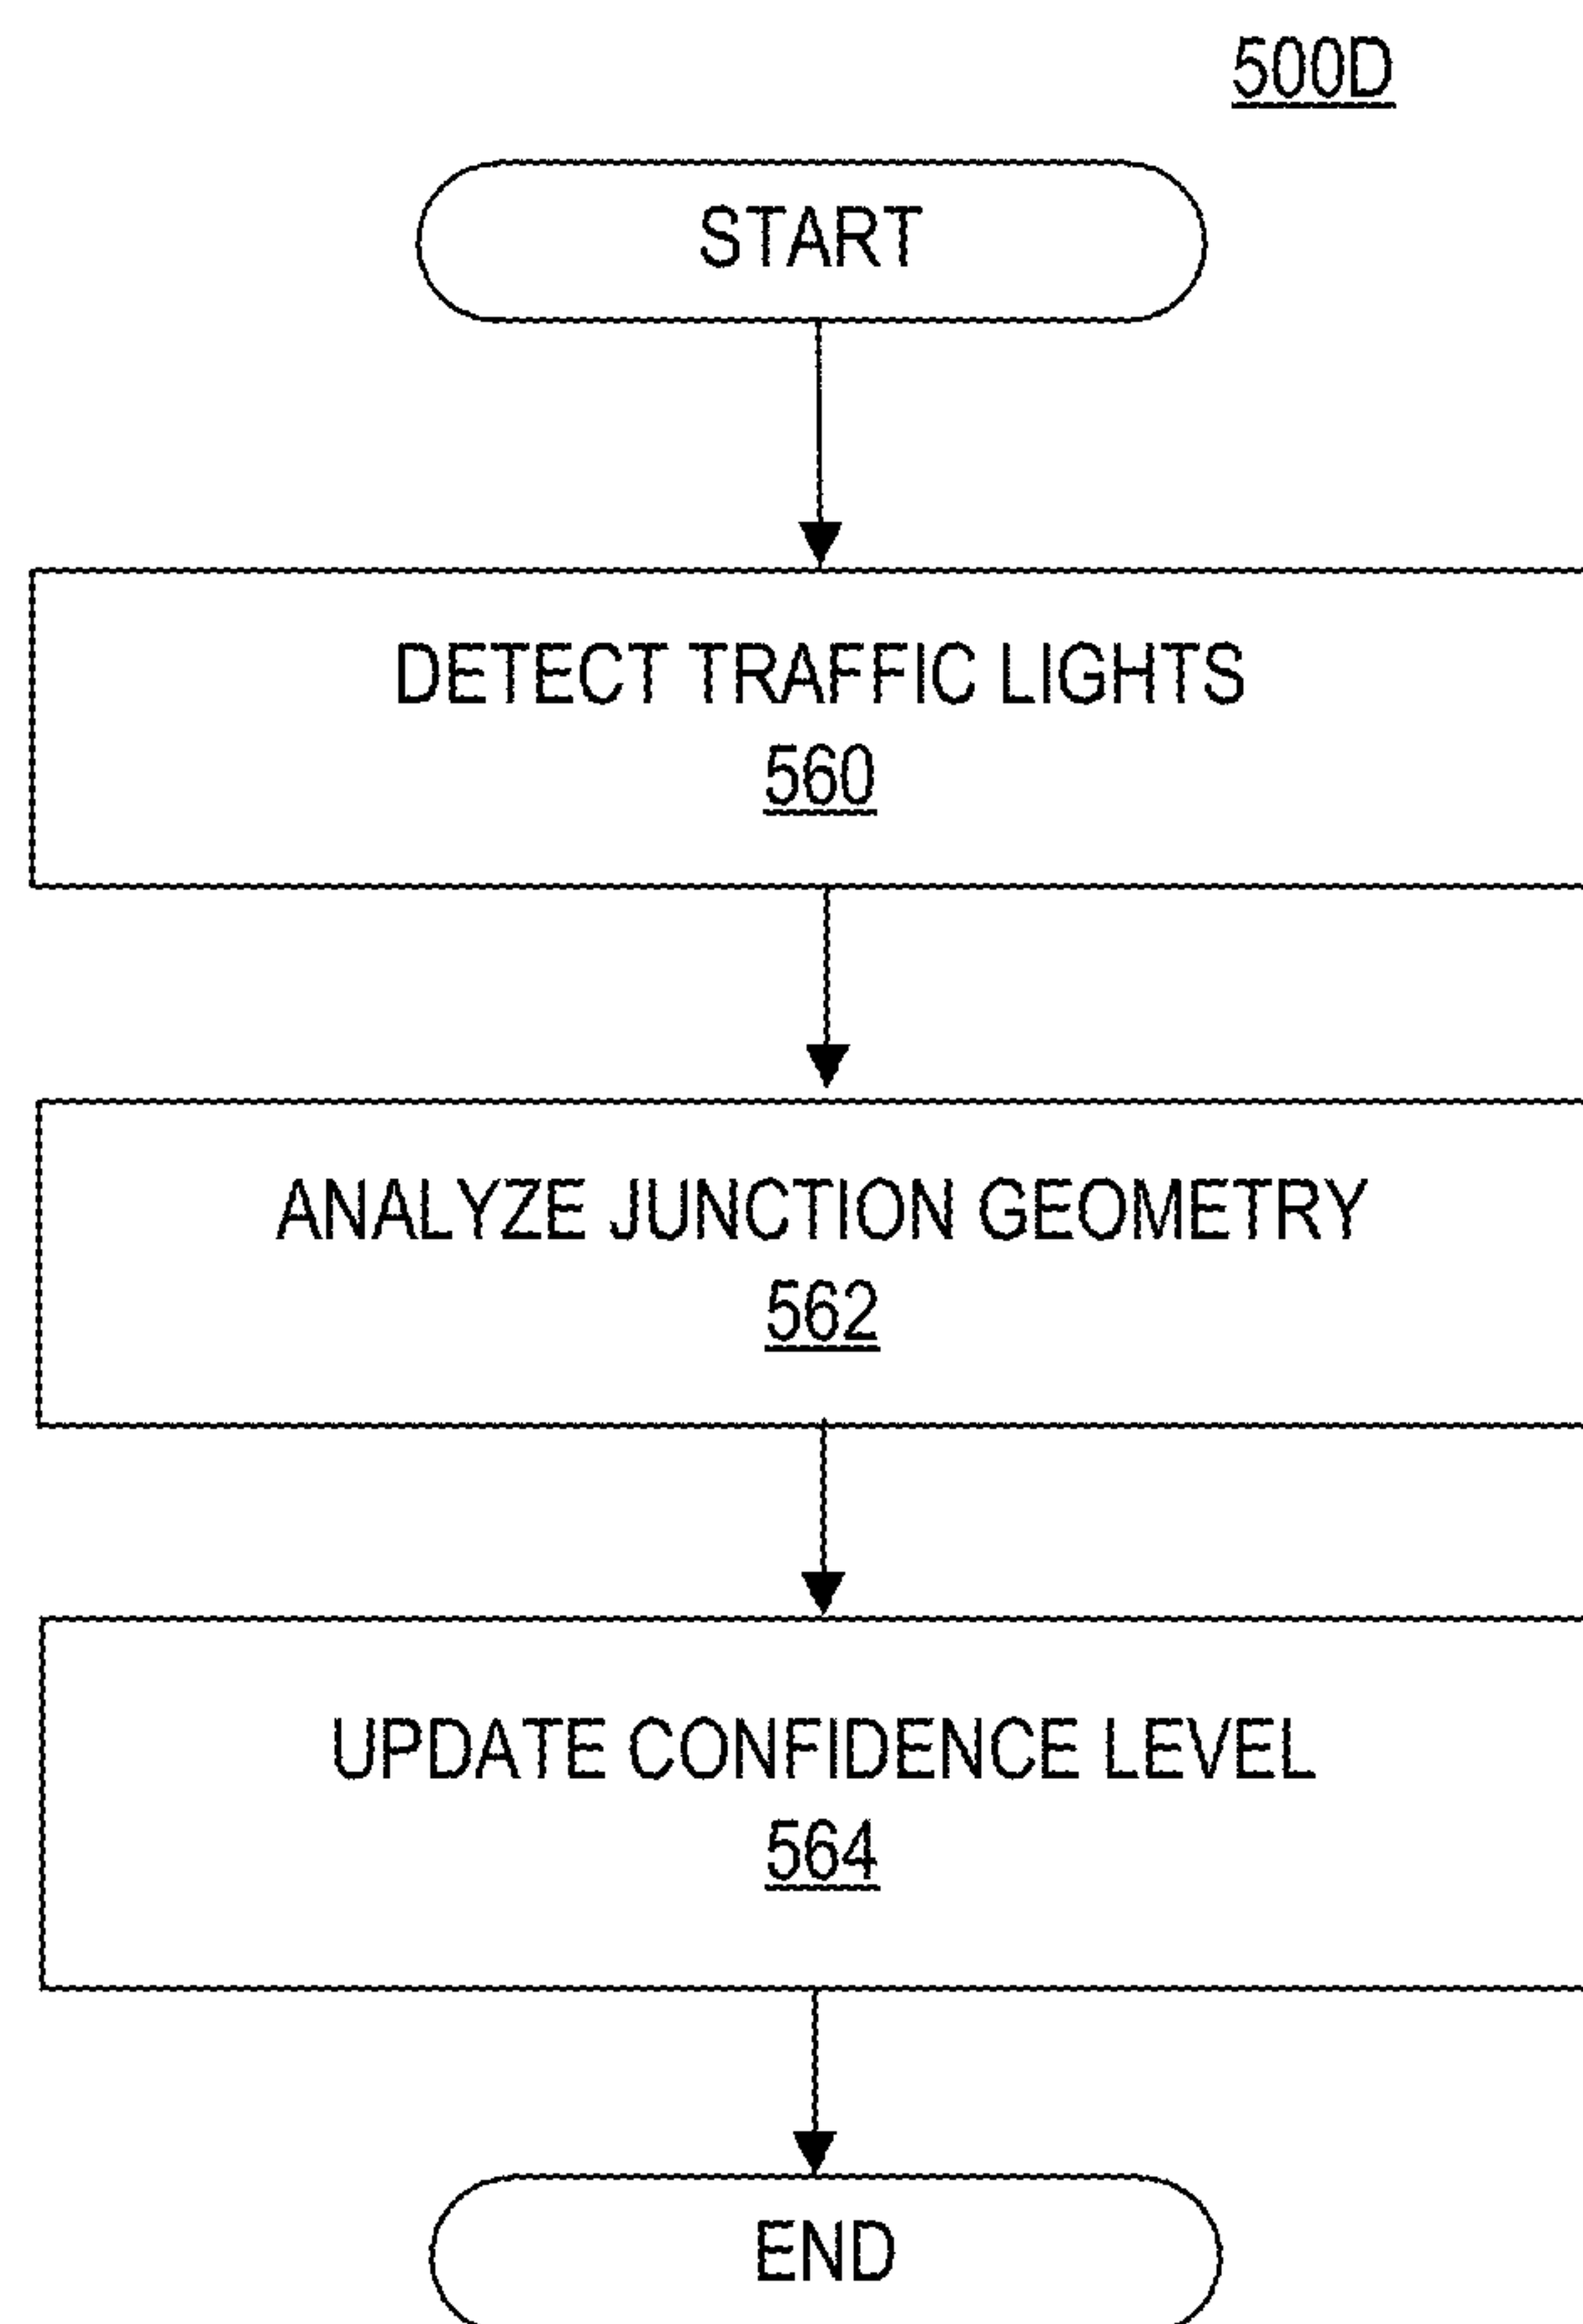 500D
START
DETECT TRAFFIC LIGHTS
560
ANALYZE JUNCTION GEOMETRY
562
UPDATE CONFIDENCE LEVEL
564
END